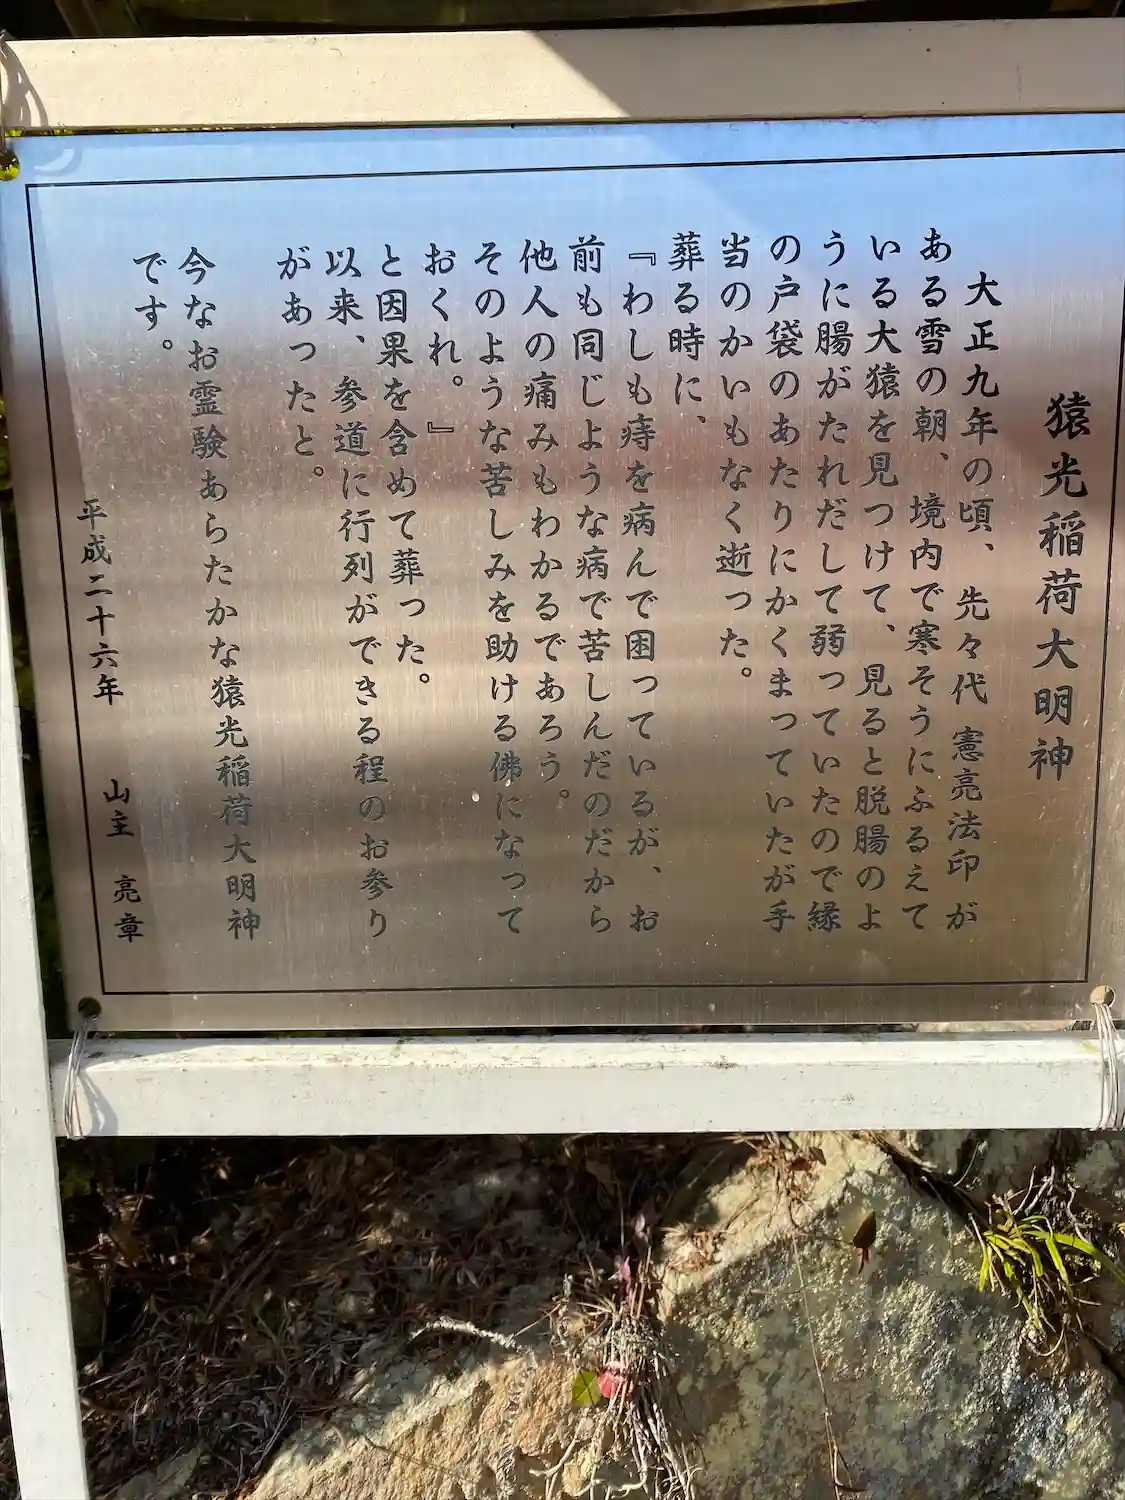 猿光稲荷大明神
大正九年の頃、先々代 憲亮法印が
ある雪の朝、境内で寒そうにふるえて
いる大猿を見つけて、見ると脱腸のよ
うに腸がたれだして弱っていたので縁
の戸袋のあたりにかくまっていたが手
当のかいもなく逝った。
葬る時に、
『わしも痔を病んで困っているが、お
前も同じような病で苦しんだのだから
他人の痛みもわかるであろう。
そのような苦しみを助ける佛になって
おくれ。』
と因果を含めて葬った。
以来、参道に行列ができる程のお参り
があったと。
今なお霊験あらたかな猿光稲荷大明神
です。
平成二十六年 山主 亮章